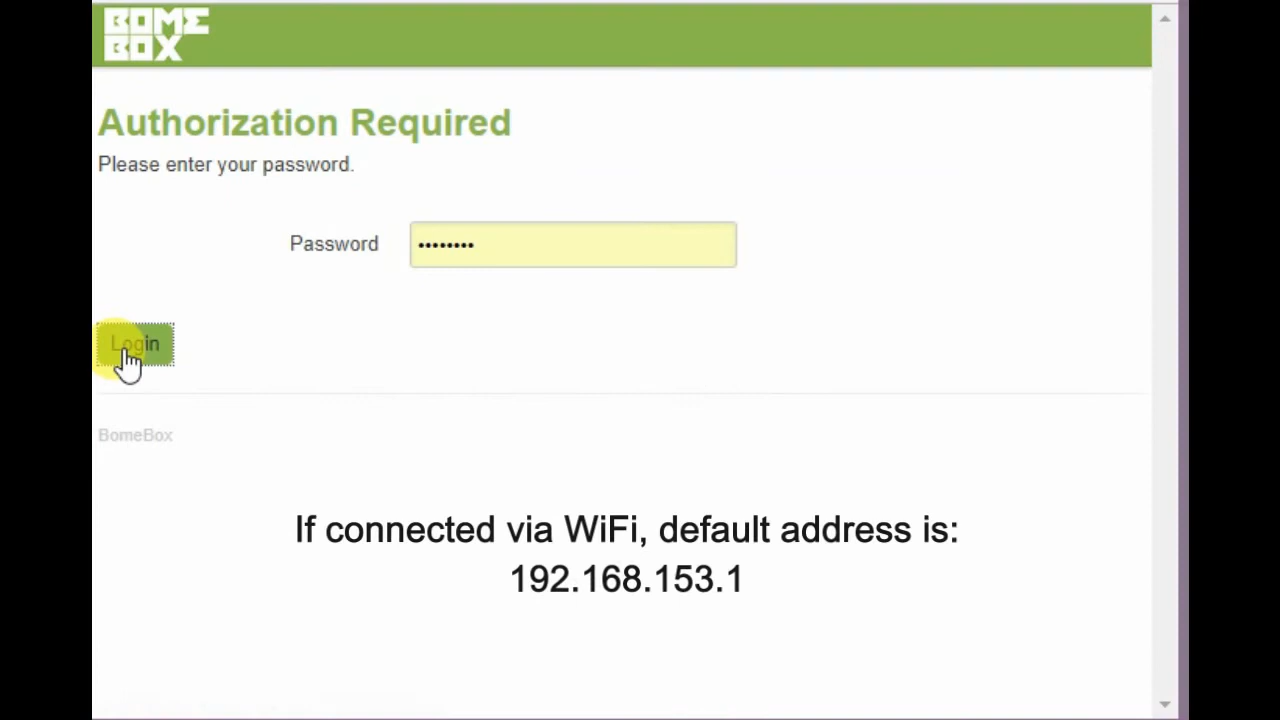 BOME
BOX
Authorization Required
Please enter your password.
Password
Login
BomeBox
If connected via WiFi, default address is:
192.168.153.1